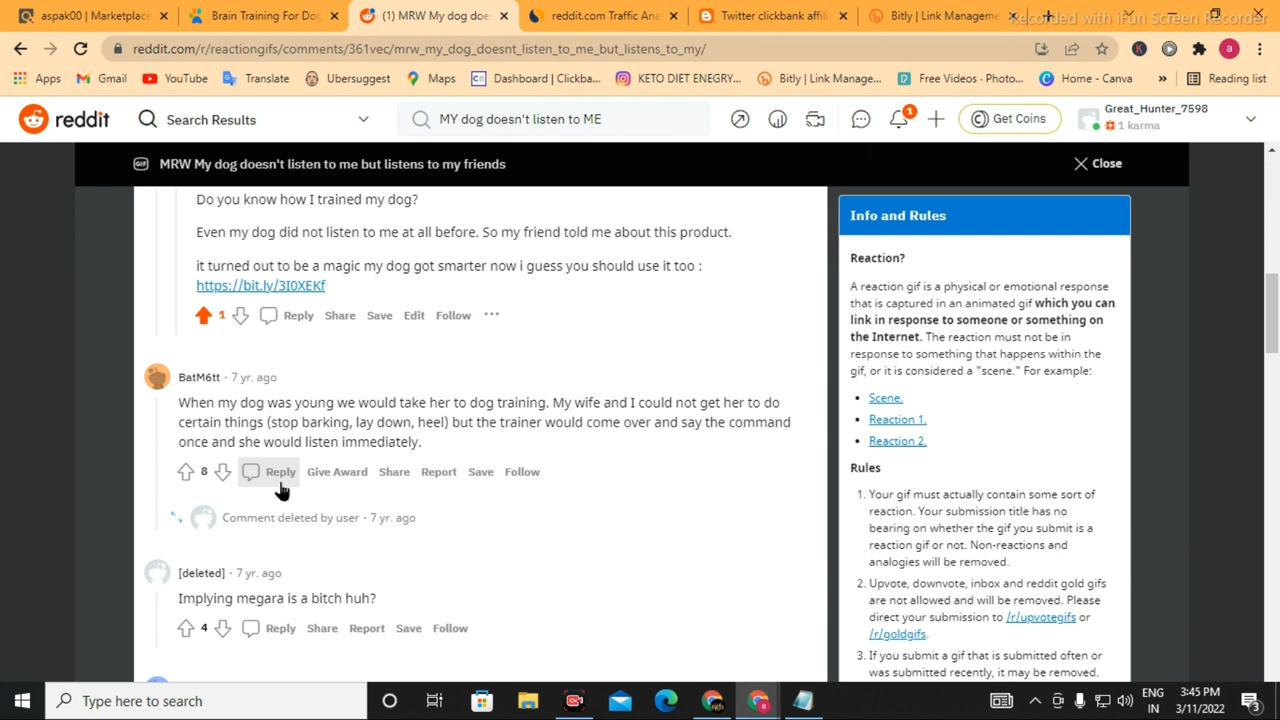 aspak00 | Marketplace
Brain Training For Dog
(1) MRW My dog does
reddit.com Traffic Ana
Twitter clickbank affili
Bitly | Link Manageme
Recorded with iFun Screen Recorder
reddit.com/r/reactiongifs/comments/361vec/mrw_my_dog_doesnt_listen_to_me_but_listens_to_my/
Apps
Gmail
YouTube
Translate
Ubersuggest
Maps
Dashboard | Clickba...
KETO DIET ENEGRY...
Bitly | Link Manage...
Free Videos · Photo...
Home - Canva
»
Reading list
reddit
Search Results
MY dog doesn't listen to ME
1
Get Coins
Great_Hunter_7598
1 karma
GIF
MRW My dog doesn't listen to me but listens to my friends
Close
Do you know how I trained my dog?
Even my dog did not listen to me at all before. So my friend told me about this product.
it turned out to be a magic my dog got smarter now i guess you should use it too :
https://bit.ly/3I0XEKf
1 Reply Share Save Edit Follow ...
BatM6tt · 7 yr. ago
When my dog was young we would take her to dog training. My wife and I could not get her to do
certain things (stop barking, lay down, heel) but the trainer would come over and say the command
once and she would listen immediately.
8 Reply Give Award Share Report Save Follow
Comment deleted by user · 7 yr. ago
[deleted] · 7 yr. ago
Implying megara is a bitch huh?
4 Reply Share Report Save Follow
Info and Rules
Reaction?
A reaction gif is a physical or emotional response
that is captured in an animated gif which you can
link in response to someone or something on
the Internet. The reaction must not be in
response to something that happens within the
gif, or it is considered a "scene." For example:
• Scene.
• Reaction 1.
• Reaction 2.
Rules
1. Your gif must actually contain some sort of
reaction. Your submission title has no
bearing on whether the gif you submit is a
reaction gif or not. Non-reactions and
analogies will be removed.
2. Upvote, downvote, inbox and reddit gold gifs
are not allowed and will be removed. Please
direct your submission to /r/upvotegifs or
/r/goldgifs.
3. If you submit a gif that is submitted often or
was submitted recently, it may be removed.
Type here to search
ENG
IN
3:45 PM
3/11/2022
3